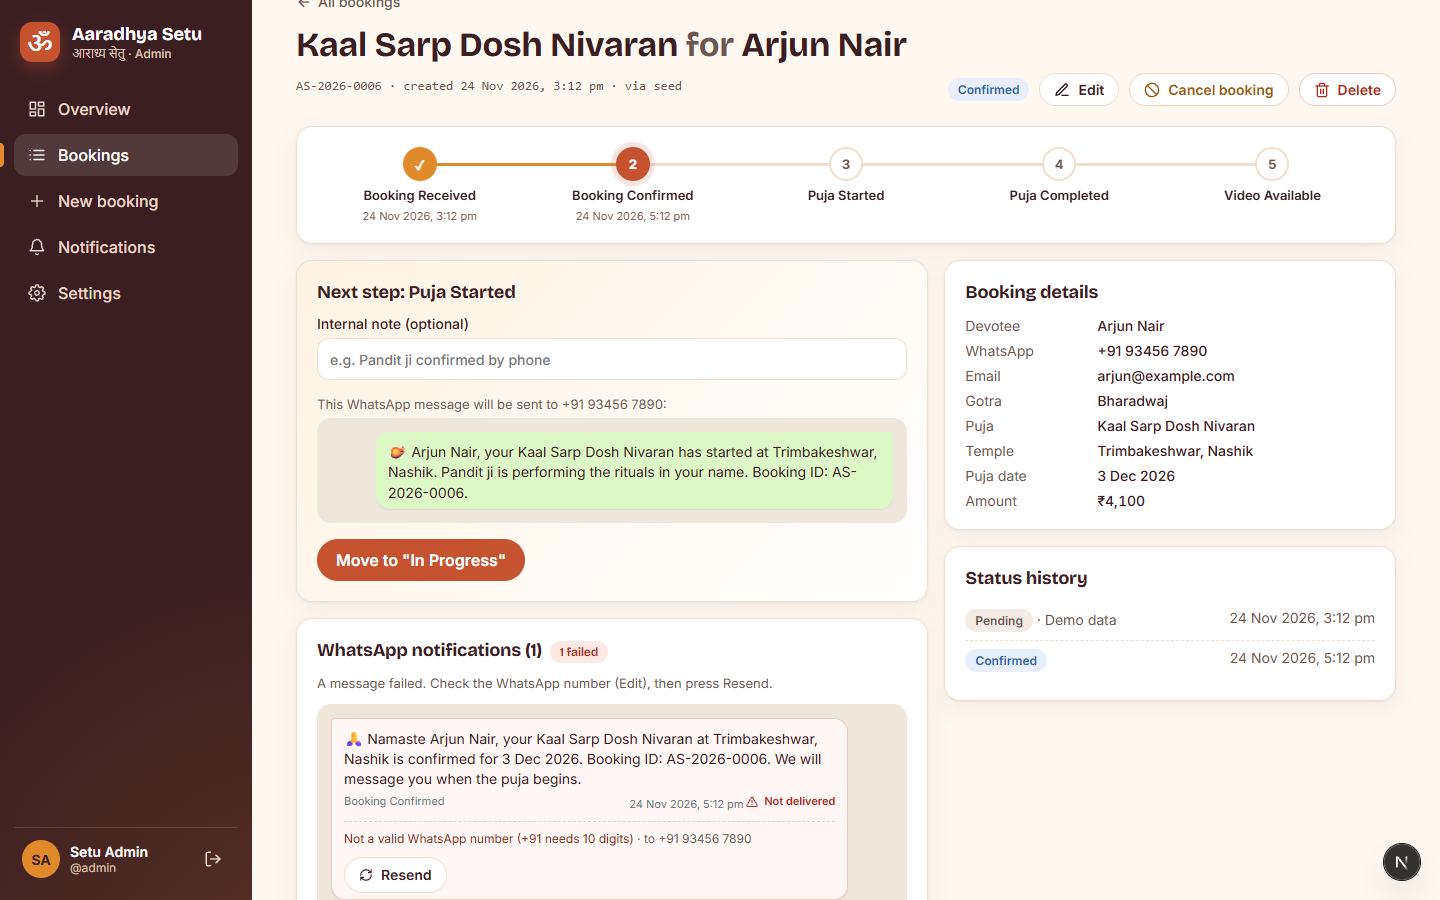 ॐ
Aaradhya Setu
आराध्य सेतु · Admin
Overview
Bookings
New booking
Notifications
Settings
SA
Setu Admin
@admin
← All bookings
Kaal Sarp Dosh Nivaran for Arjun Nair
AS-2026-0006 · created 24 Nov 2026, 3:12 pm · via seed
Confirmed
Edit
Cancel booking
Delete
✓
Booking Received
24 Nov 2026, 3:12 pm
2
Booking Confirmed
24 Nov 2026, 5:12 pm
3
Puja Started
4
Puja Completed
5
Video Available
Next step: Puja Started
Internal note (optional)
e.g. Pandit ji confirmed by phone
This WhatsApp message will be sent to +91 93456 7890:
🪔 Arjun Nair, your Kaal Sarp Dosh Nivaran has started at Trimbakeshwar,
Nashik. Pandit ji is performing the rituals in your name. Booking ID: AS-
2026-0006.
Move to "In Progress"
WhatsApp notifications (1)
1 failed
A message failed. Check the WhatsApp number (Edit), then press Resend.
🙏 Namaste Arjun Nair, your Kaal Sarp Dosh Nivaran at Trimbakeshwar,
Nashik is confirmed for 3 Dec 2026. Booking ID: AS-2026-0006. We will
message you when the puja begins.
Booking Confirmed
24 Nov 2026, 5:12 pm ⚠ Not delivered
Not a valid WhatsApp number (+91 needs 10 digits) · to +91 93456 7890
Resend
Booking details
Devotee Arjun Nair
WhatsApp +91 93456 7890
Email arjun@example.com
Gotra Bharadwaj
Puja Kaal Sarp Dosh Nivaran
Temple Trimbakeshwar, Nashik
Puja date 3 Dec 2026
Amount ₹4,100
Status history
Pending · Demo data 24 Nov 2026, 3:12 pm
Confirmed 24 Nov 2026, 5:12 pm
N